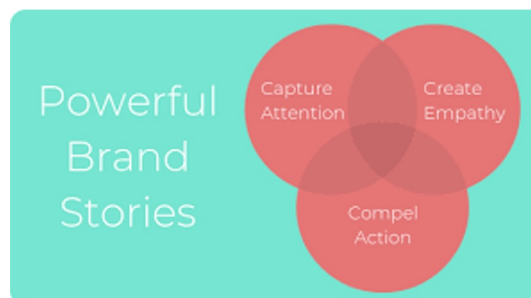 Powerful
Brand
Stories
Capture
Attention
Create
Empathy
Compel
Action